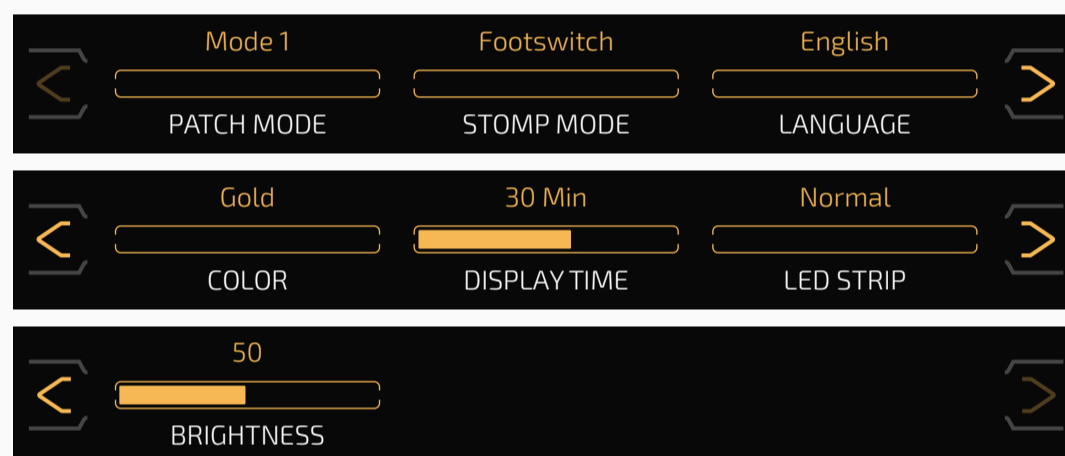 Mode 1 Footswitch English
PATCH MODE STOMP MODE LANGUAGE
Gold 30 Min Normal
COLOR DISPLAY TIME LED STRIP
50
BRIGHTNESS